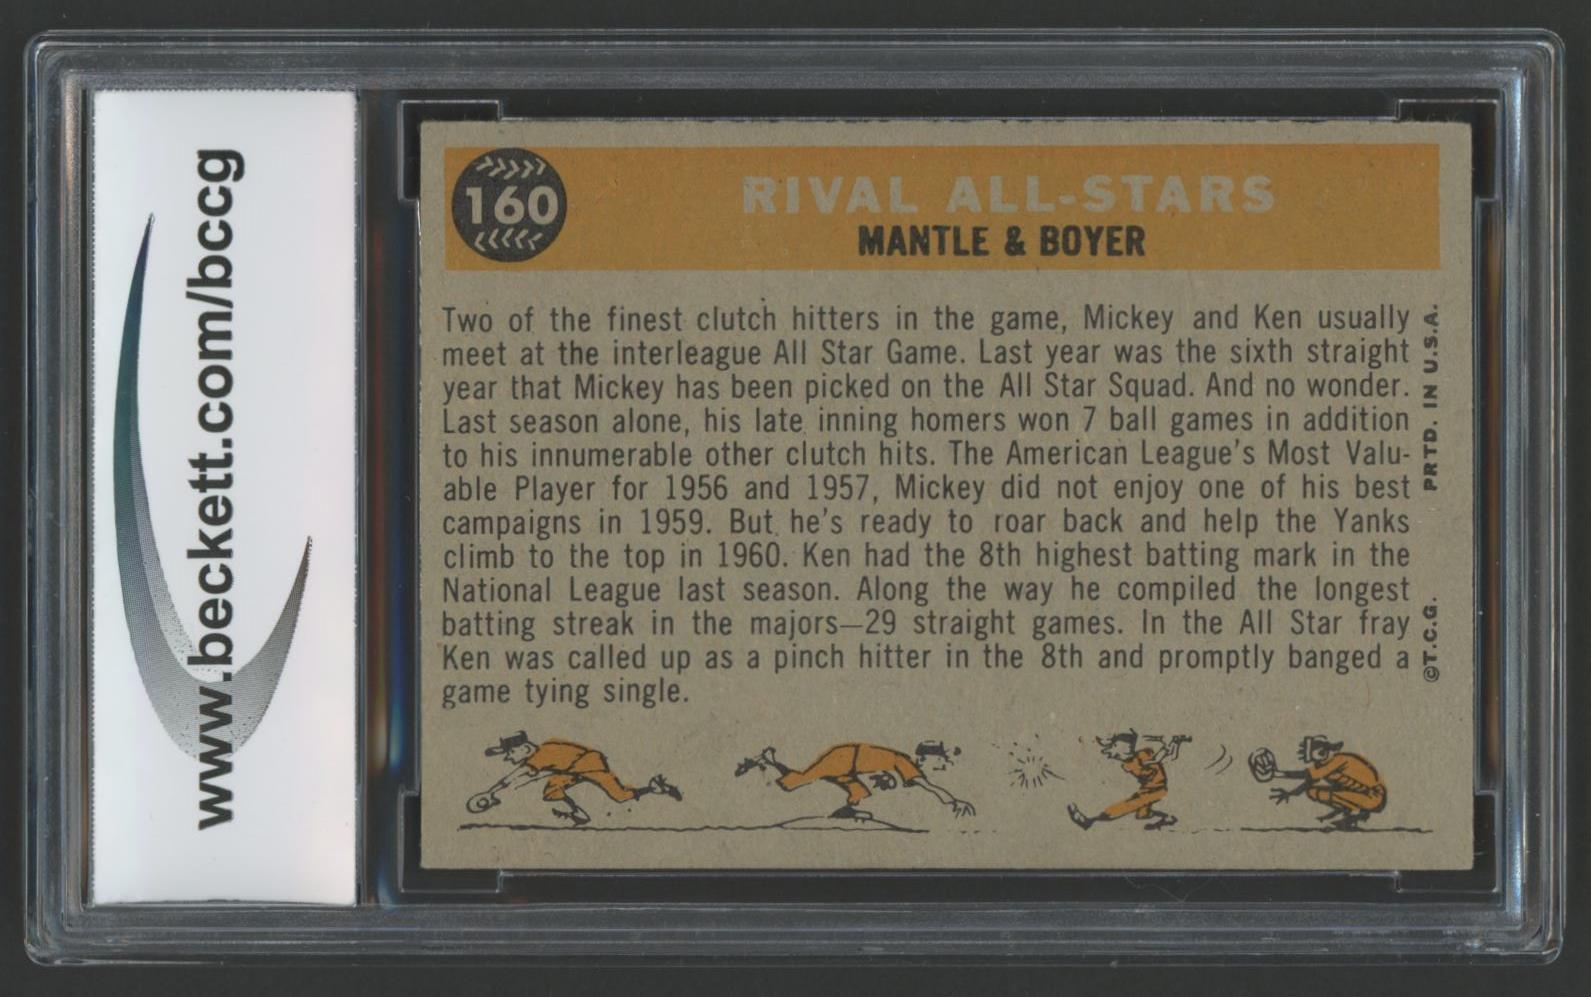 www.beckett.com/bccg
160
RIVAL ALL-STARS
MANTLE & BOYER
Two of the finest clutch hitters in the game, Mickey and Ken usually
meet at the interleague All Star Game. Last year was the sixth straight
year that Mickey has been picked on the All Star Squad. And no wonder.
Last season alone, his late inning homers won 7 ball games in addition
to his innumerable other clutch hits. The American League's Most Valu-
able Player for 1956 and 1957, Mickey did not enjoy one of his best
campaigns in 1959. But he's ready to roar back and help the Yanks
climb to the top in 1960. Ken had the 8th highest batting mark in the
National League last season. Along the way he compiled the longest
batting streak in the majors—29 straight games. In the All Star fray
Ken was called up as a pinch hitter in the 8th and promptly banged a
game tying single.
©T.C.G. PRTD. IN U.S.A.